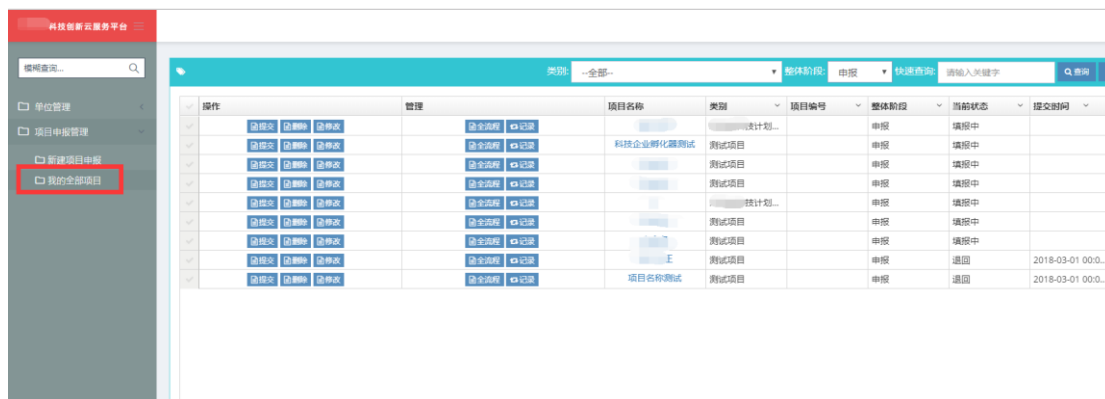 科技创新云服务平台
模糊查询...
类别: --全部-- 整体阶段: 申报 快速查询: 请输入关键字 查询
单位管理
项目申报管理
新建项目申报
我的全部项目
操作 管理 项目名称 类别 项目编号 整体阶段 当前状态 提交时间
提交 删除 修改 全流程 记录 技计划... 申报 填报中
提交 删除 修改 全流程 记录 科技企业孵化器测试 测试项目 申报 填报中
提交 删除 修改 全流程 记录 测试项目 申报 填报中
提交 删除 修改 全流程 记录 测试项目 申报 填报中
提交 删除 修改 全流程 记录 技计划... 申报 填报中
提交 删除 修改 全流程 记录 测试项目 申报 填报中
提交 删除 修改 全流程 记录 测试项目 申报 填报中
提交 删除 修改 全流程 记录 测试项目 申报 退回 2018-03-01 00:0...
提交 删除 修改 全流程 记录 项目名称测试 测试项目 申报 退回 2018-03-01 00:0...